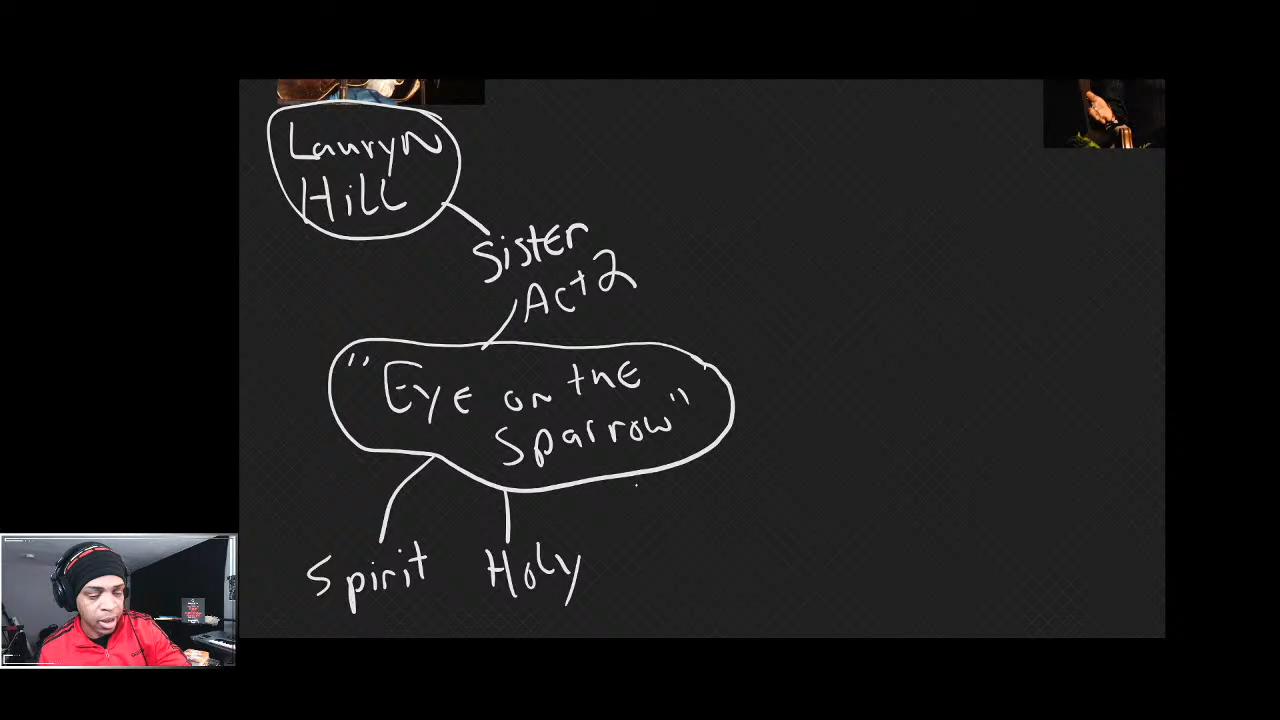 Lauryn
Hill
Sister
Act 2
"Eye on the
Sparrow"
Spirit Holy